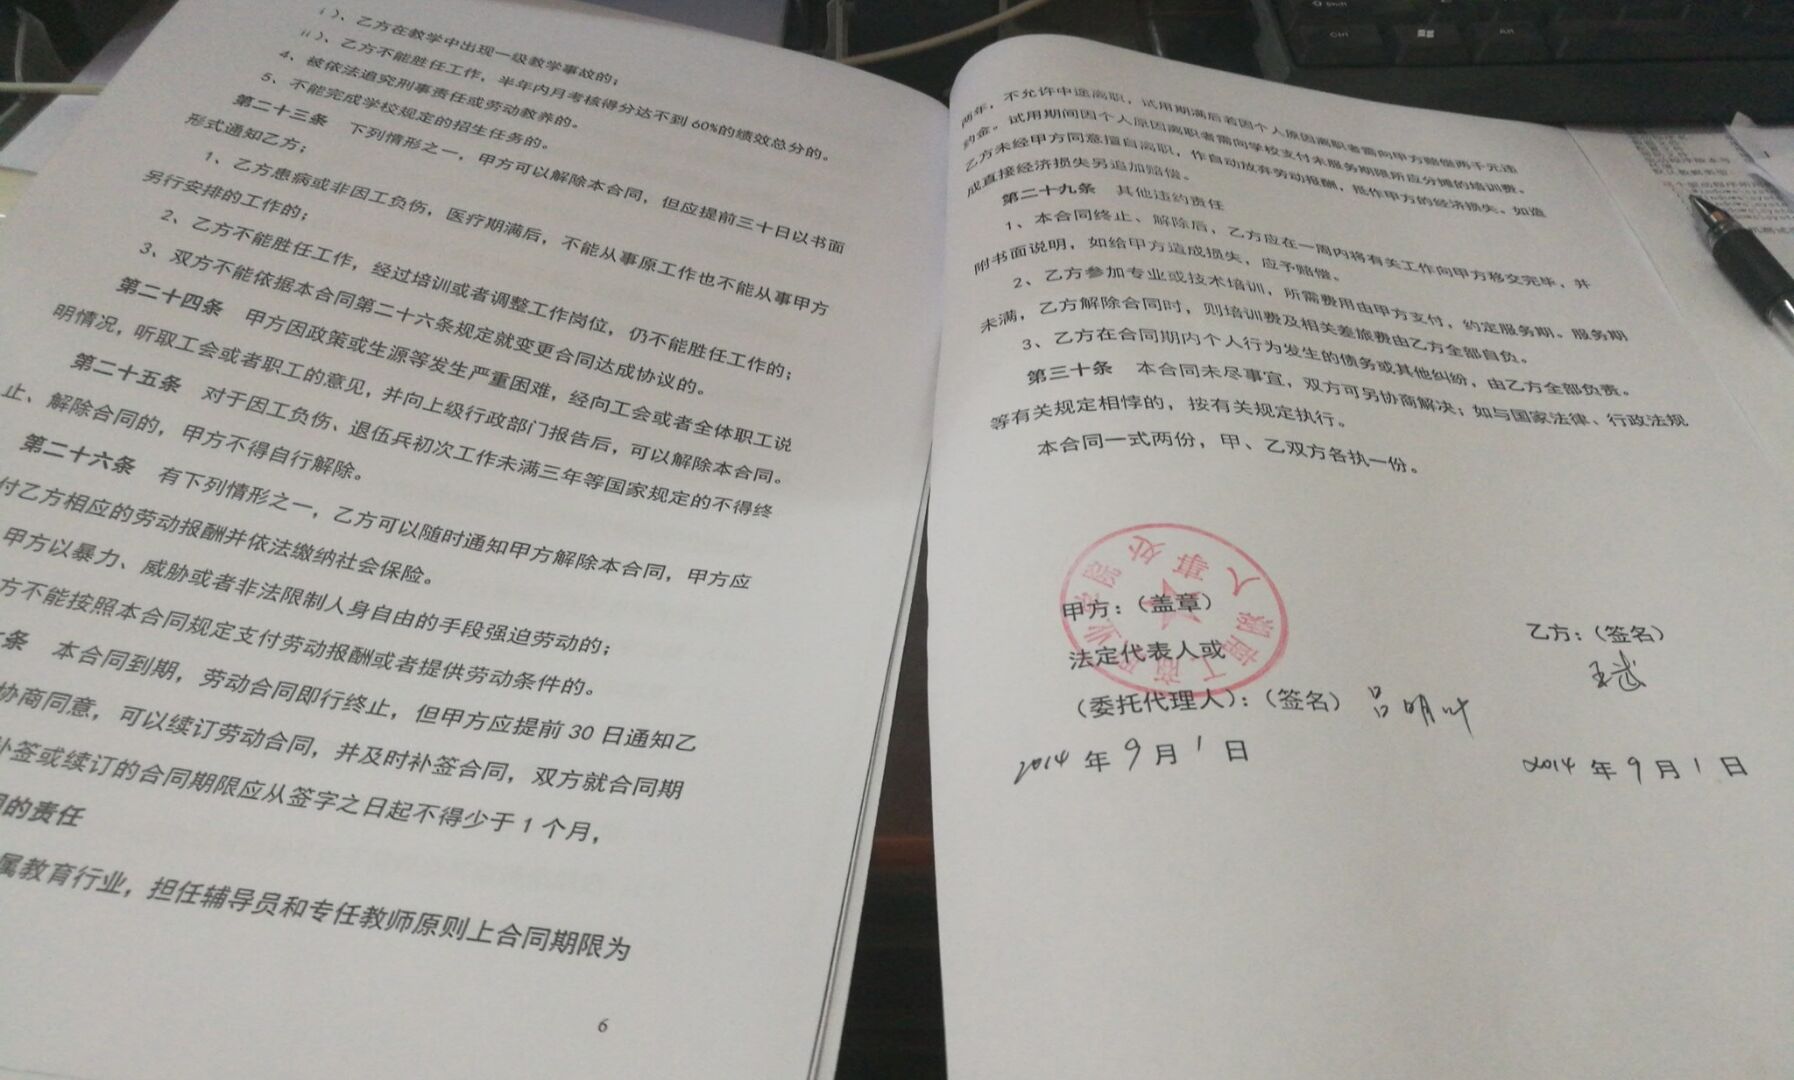 ⅰ）、乙方在教学中出现一级教学事故的；
ⅱ）、乙方不能胜任工作，半年内月考核得分达不到60%的绩效总分的。
4、被依法追究刑事责任或劳动教养的。
5、不能完成学校规定的招生任务的。
第二十三条 下列情形之一，甲方可以解除本合同，但应提前三十日以书面
形式通知乙方；
1、乙方患病或非因工负伤，医疗期满后，不能从事原工作也不能从事甲方
另行安排的工作的；
2、乙方不能胜任工作，经过培训或者调整工作岗位，仍不能胜任工作的；
3、双方不能依据本合同第二十六条规定就变更合同达成协议的。
第二十四条 甲方因政策或生源等发生严重困难，经向工会或者全体职工说
明情况，听取工会或者职工的意见，并向上级行政部门报告后，可以解除本合同。
第二十五条 对于因工负伤、退伍兵初次工作未满三年等国家规定的不得终
止、解除合同的，甲方不得自行解除。
第二十六条 有下列情形之一，乙方可以随时通知甲方解除本合同，甲方应
付乙方相应的劳动报酬并依法缴纳社会保险。
甲方以暴力、威胁或者非法限制人身自由的手段强迫劳动的；
方不能按照本合同规定支付劳动报酬或者提供劳动条件的。
条 本合同到期，劳动合同即行终止，但甲方应提前30日通知乙
协商同意，可以续订劳动合同，并及时补签合同，双方就合同期
补签或续订的合同期限应从签字之日起不得少于1个月，
的责任
属教育行业，担任辅导员和专任教师原则上合同期限为
6
两年，不允许中途离职，试用期满后若因个人原因离职者需向甲方赔偿两千元违
约金。试用期间因个人原因离职者需向学校支付未服务期限所应分摊的培训费。
乙方未经甲方同意擅自离职，作自动放弃劳动报酬，抵作甲方的经济损失。如造
成直接经济损失另追加赔偿。
第二十九条 其他违约责任
1、本合同终止、解除后，乙方应在一周内将有关工作向甲方移交完毕，并
附书面说明，如给甲方造成损失，应予赔偿。
2、乙方参加专业或技术培训，所需费用由甲方支付，约定服务期。服务期
未满，乙方解除合同时，则培训费及相关差旅费由乙方全部自负。
3、乙方在合同期内个人行为发生的债务或其他纠纷，由乙方全部负责。
第三十条 本合同未尽事宜，双方可另协商解决；如与国家法律、行政法规
等有关规定相悖的，按有关规定执行。
本合同一式两份，甲、乙双方各执一份。
甲方：（盖章）
法定代表人或
（委托代理人）：（签名） 吕明叶
2014年9月1日
乙方：（签名）
王斌
2014年9月1日
人事处